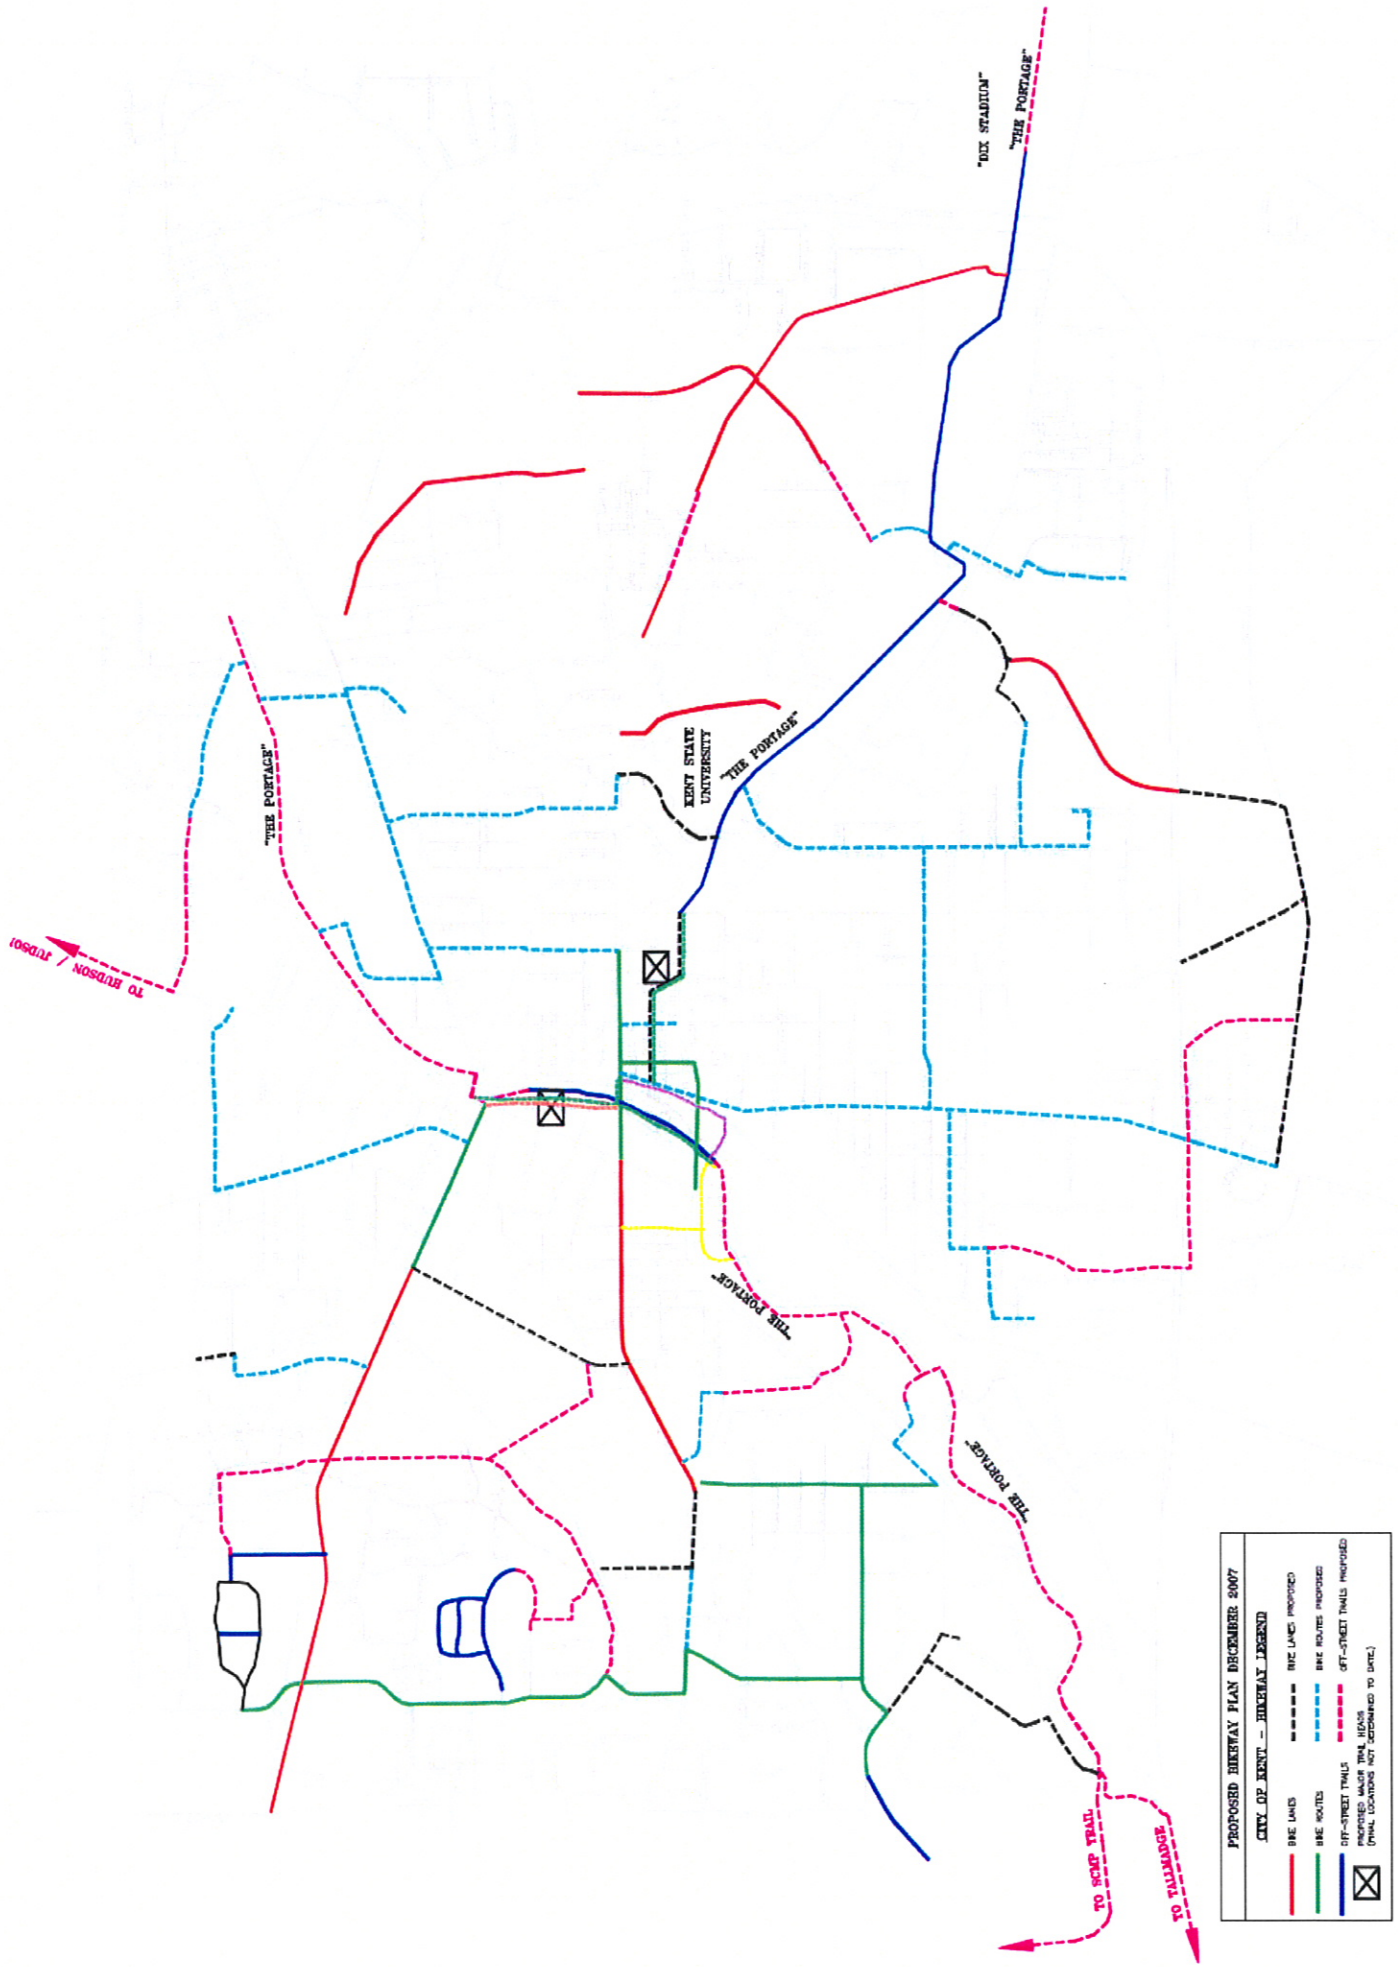 "DIX STADIUM"
"THE PORTAGE"
"THE PORTAGE"
KENT STATE
UNIVERSITY
"THE PORTAGE"
TO HUDSON / JUDSO!
"THE PORTAGE"
"THE PORTAGE"
TO SCMP TRAIL
TO TALLMADGE
PROPOSED BIKEWAY PLAN DECEMBER 2007
CITY OF KENT - BIKEWAY LEGEND
BIKE LANES
BIKE LANES PROPOSED
BIKE ROUTES
BIKE ROUTES PROPOSED
OFF-STREET TRAILS
OFF-STREET TRAILS PROPOSED
PROPOSED MAJOR TRAIL HEADS
(FINAL LOCATIONS NOT DETERMINED TO DATE)